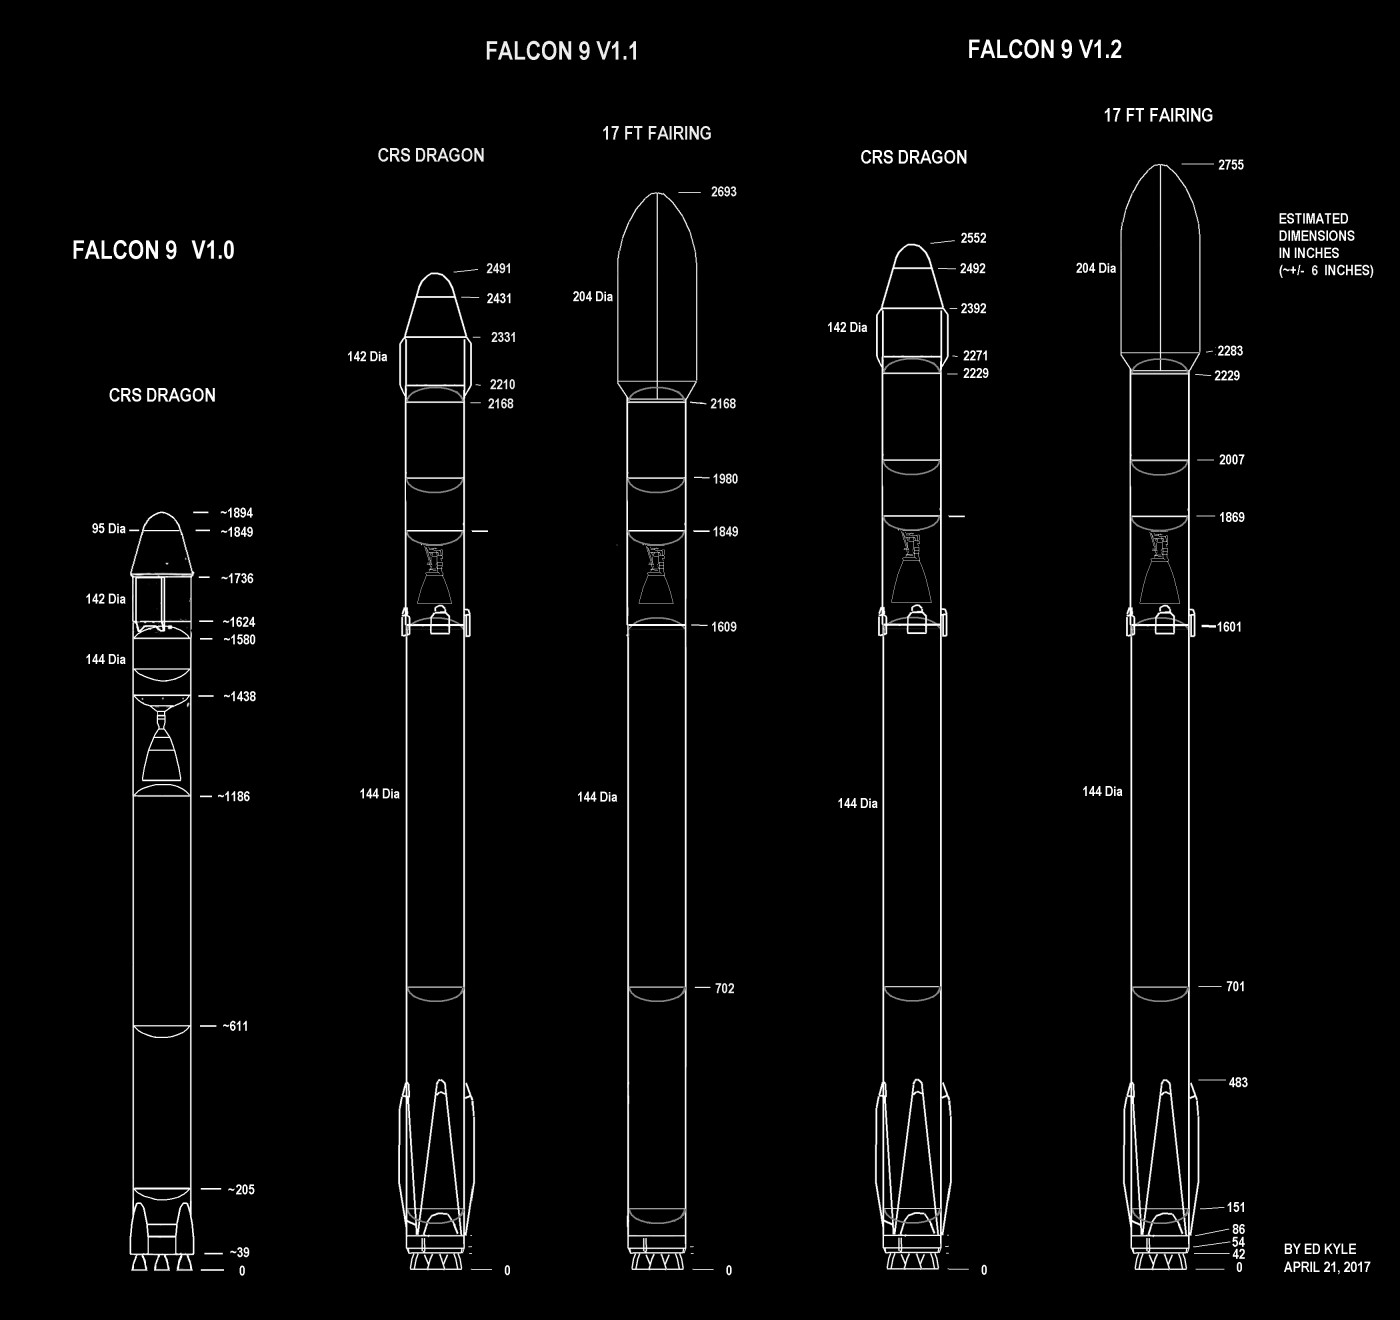 FALCON 9 V1.1
FALCON 9 V1.2
17 FT FAIRING
17 FT FAIRING
CRS DRAGON
CRS DRAGON
FALCON 9 V1.0
CRS DRAGON
~1894
95 Dia
~1849
~1736
142 Dia
~1624
~1580
144 Dia
~1438
~1186
~611
~205
~39
0
2491
2431
2331
142 Dia
2210
2168
144 Dia
0
2693
204 Dia
2168
1980
1849
1609
144 Dia
702
0
2552
2492
2392
142 Dia
2271
2229
144 Dia
0
2755
204 Dia
2283
2229
2007
1869
1601
144 Dia
701
483
151
86
54
42
0
ESTIMATED
DIMENSIONS
IN INCHES
(~+/- 6 INCHES)
BY ED KYLE
APRIL 21, 2017